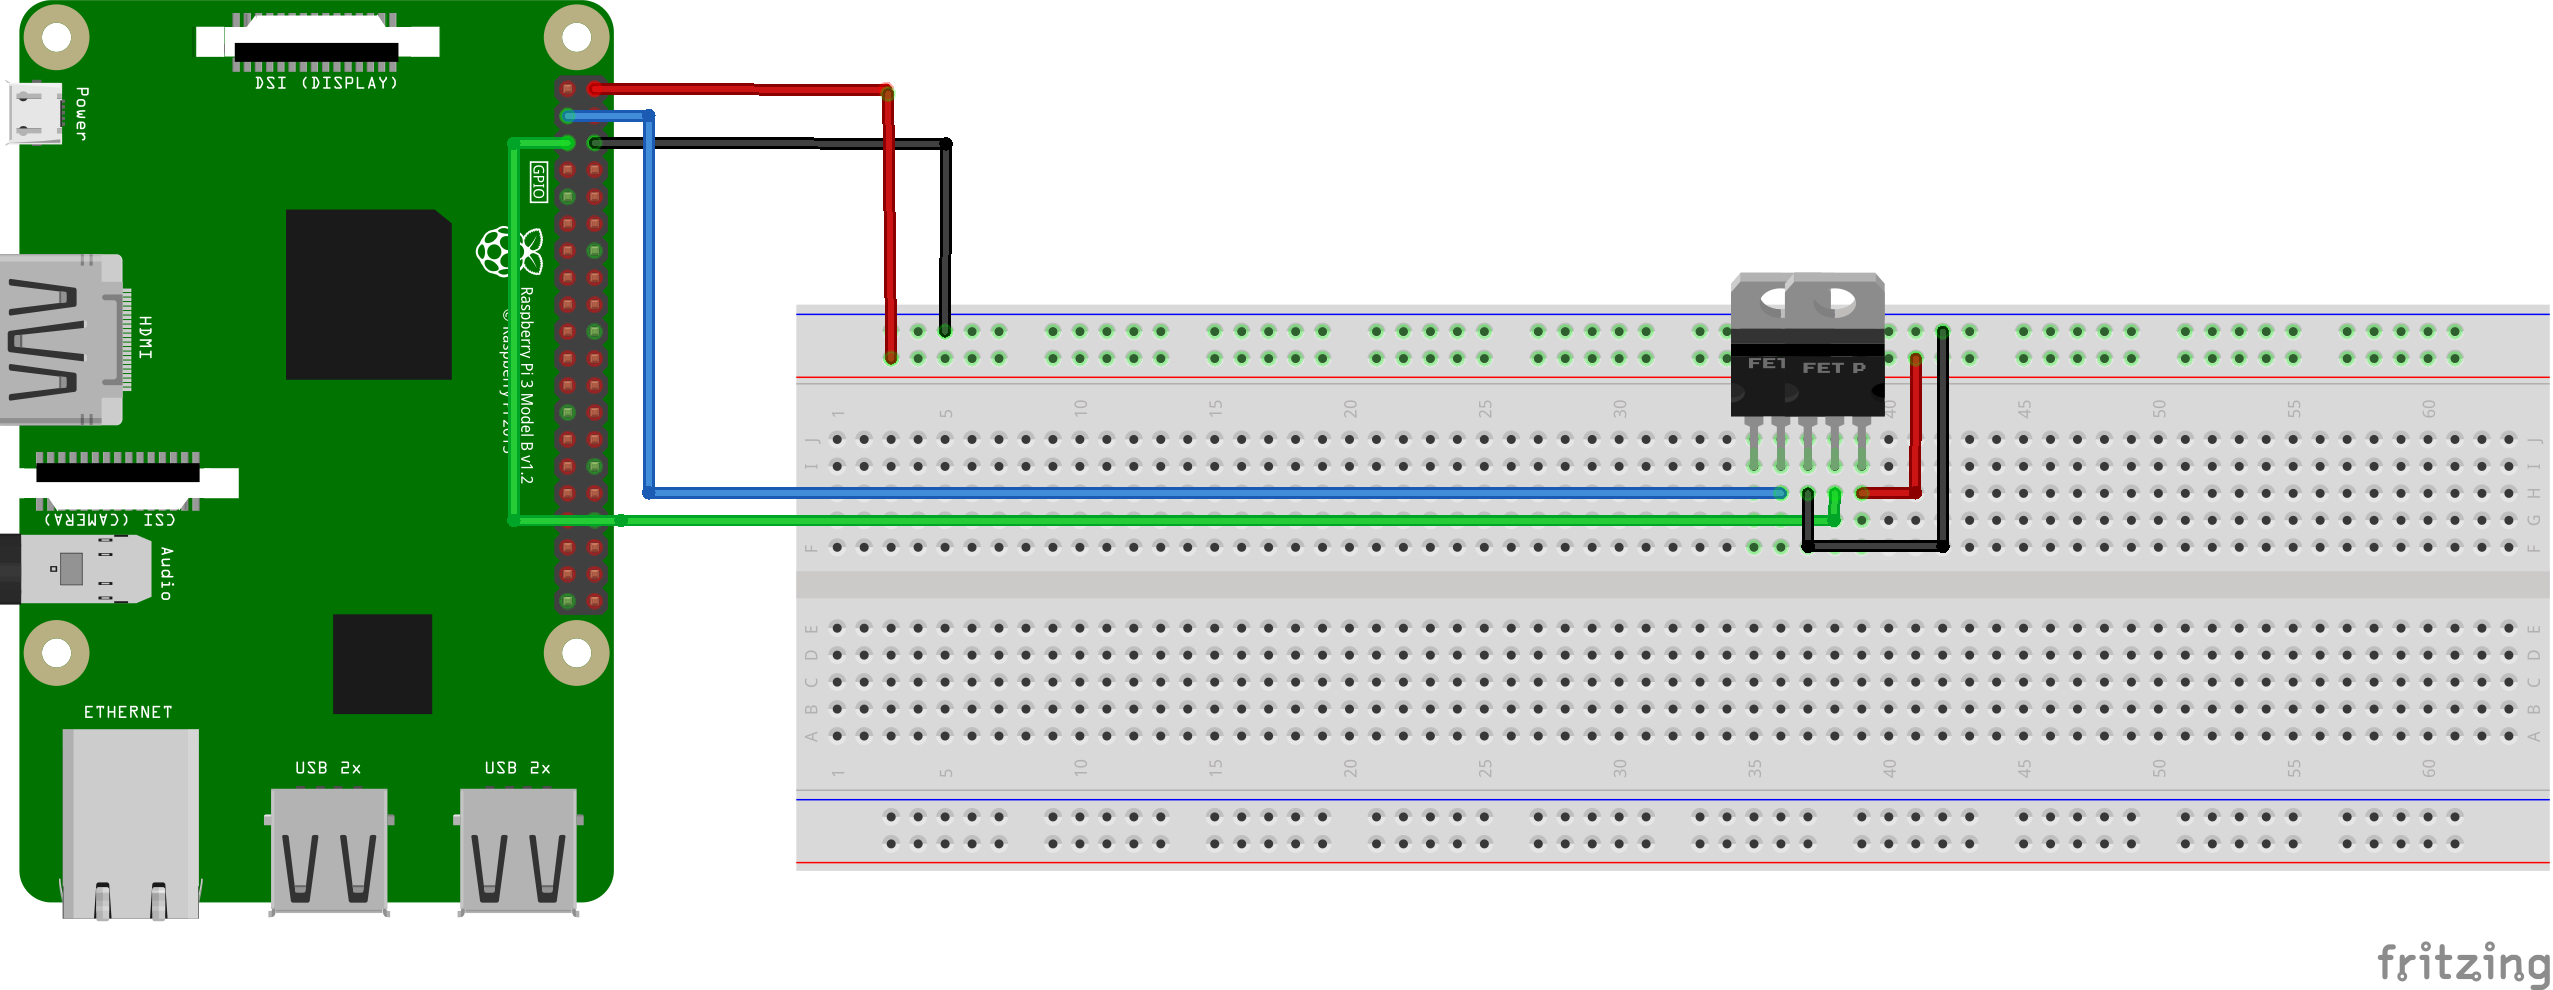 DSI (DISPLAY)
Power
GPIO
HDMI
Raspberry Pi 3 Model B v1.2
© Raspberry Pi 2015
CSI (CAMERA)
Audio
ETHERNET
USB 2x
USB 2x
FET
FET P
1 5 10 15 20 25 30 40 45 50 55 60
J J
I I
H H
G G
F F
E E
D D
C C
B B
A A
1 5 10 15 20 25 30 35 40 45 50 55 60
fritzing